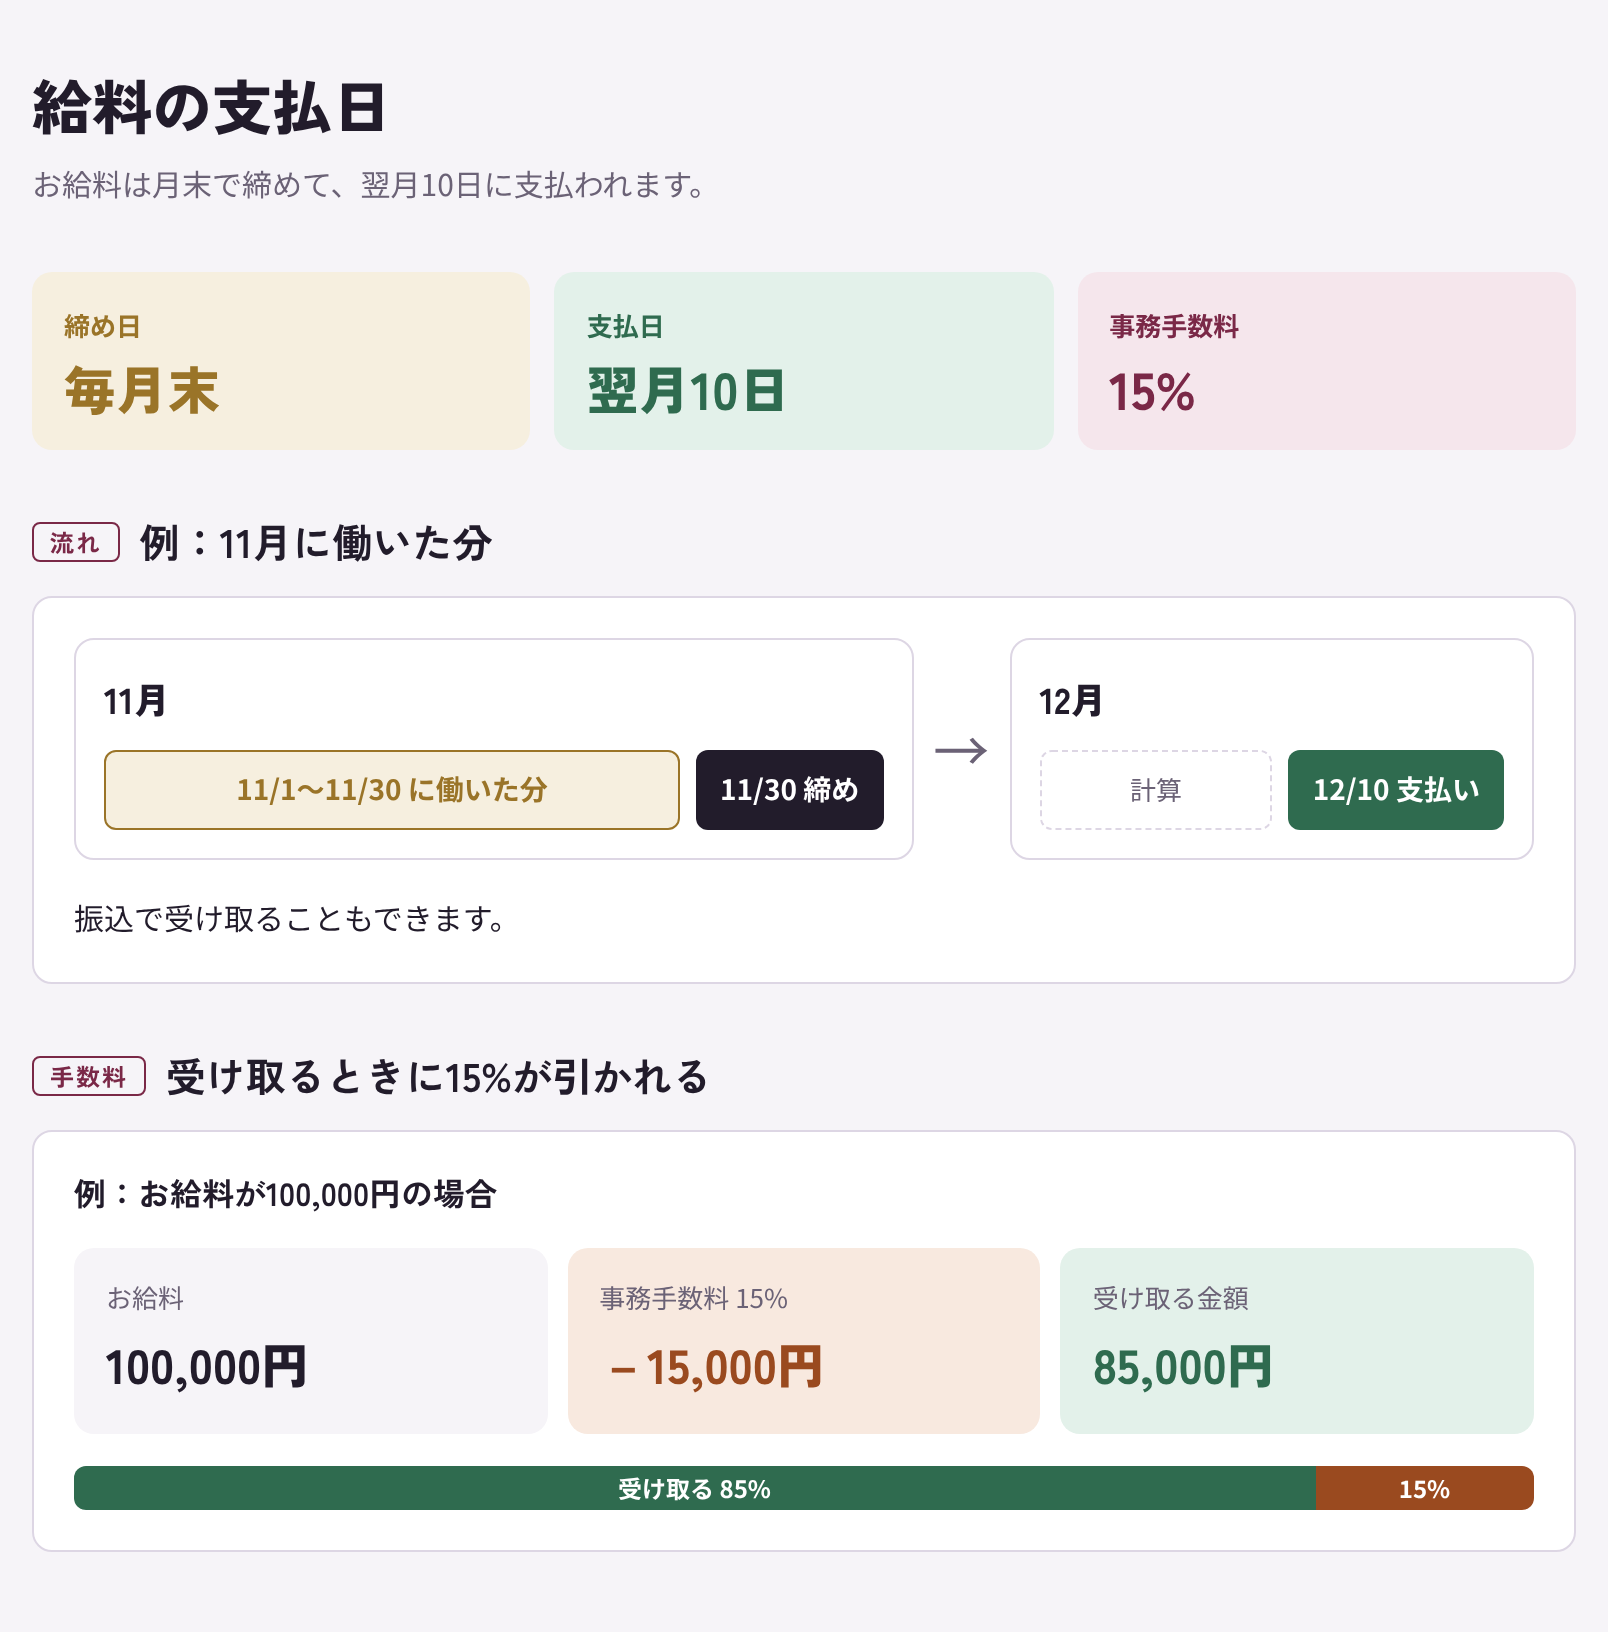 給料の支払日
お給料は月末で締めて、翌月10日に支払われます。
締め日
毎月末
支払日
翌月10日
事務手数料
15%
流れ
例：11月に働いた分
11月
11/1〜11/30 に働いた分
11/30 締め
→
12月
計算
12/10 支払い
振込で受け取ることもできます。
手数料
受け取るときに15%が引かれる
例：お給料が100,000円の場合
お給料
100,000円
事務手数料 15%
－15,000円
受け取る金額
85,000円
受け取る 85%
15%